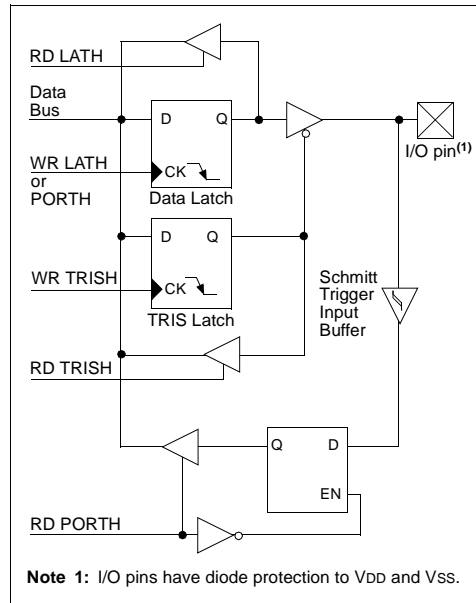 RD LATH
Data
Bus
D Q
I/O pin(1)
WR LATH
or
PORTH
CK
Data Latch
D Q
WR TRISH
CK
TRIS Latch
Schmitt
Trigger
Input
Buffer
RD TRISH
Q D
EN
RD PORTH
Note 1: I/O pins have diode protection to VDD and VSS.